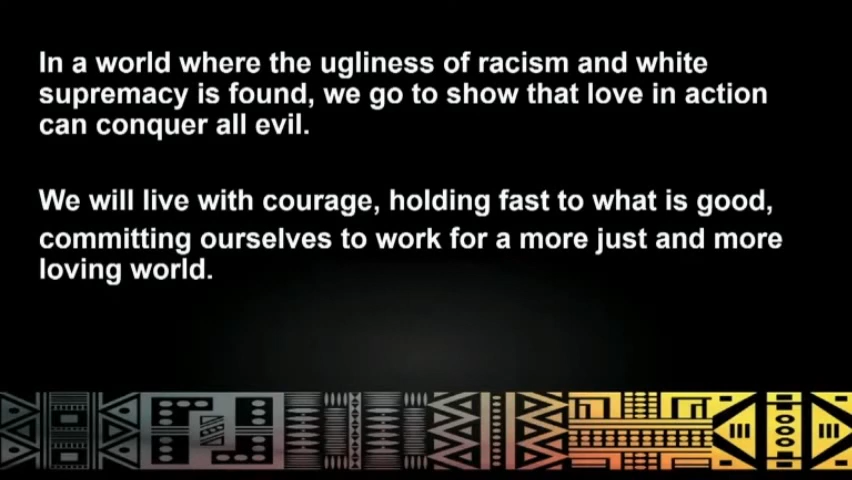 In a world where the ugliness of racism and white
supremacy is found, we go to show that love in action
can conquer all evil.
We will live with courage, holding fast to what is good,
committing ourselves to work for a more just and more
loving world.